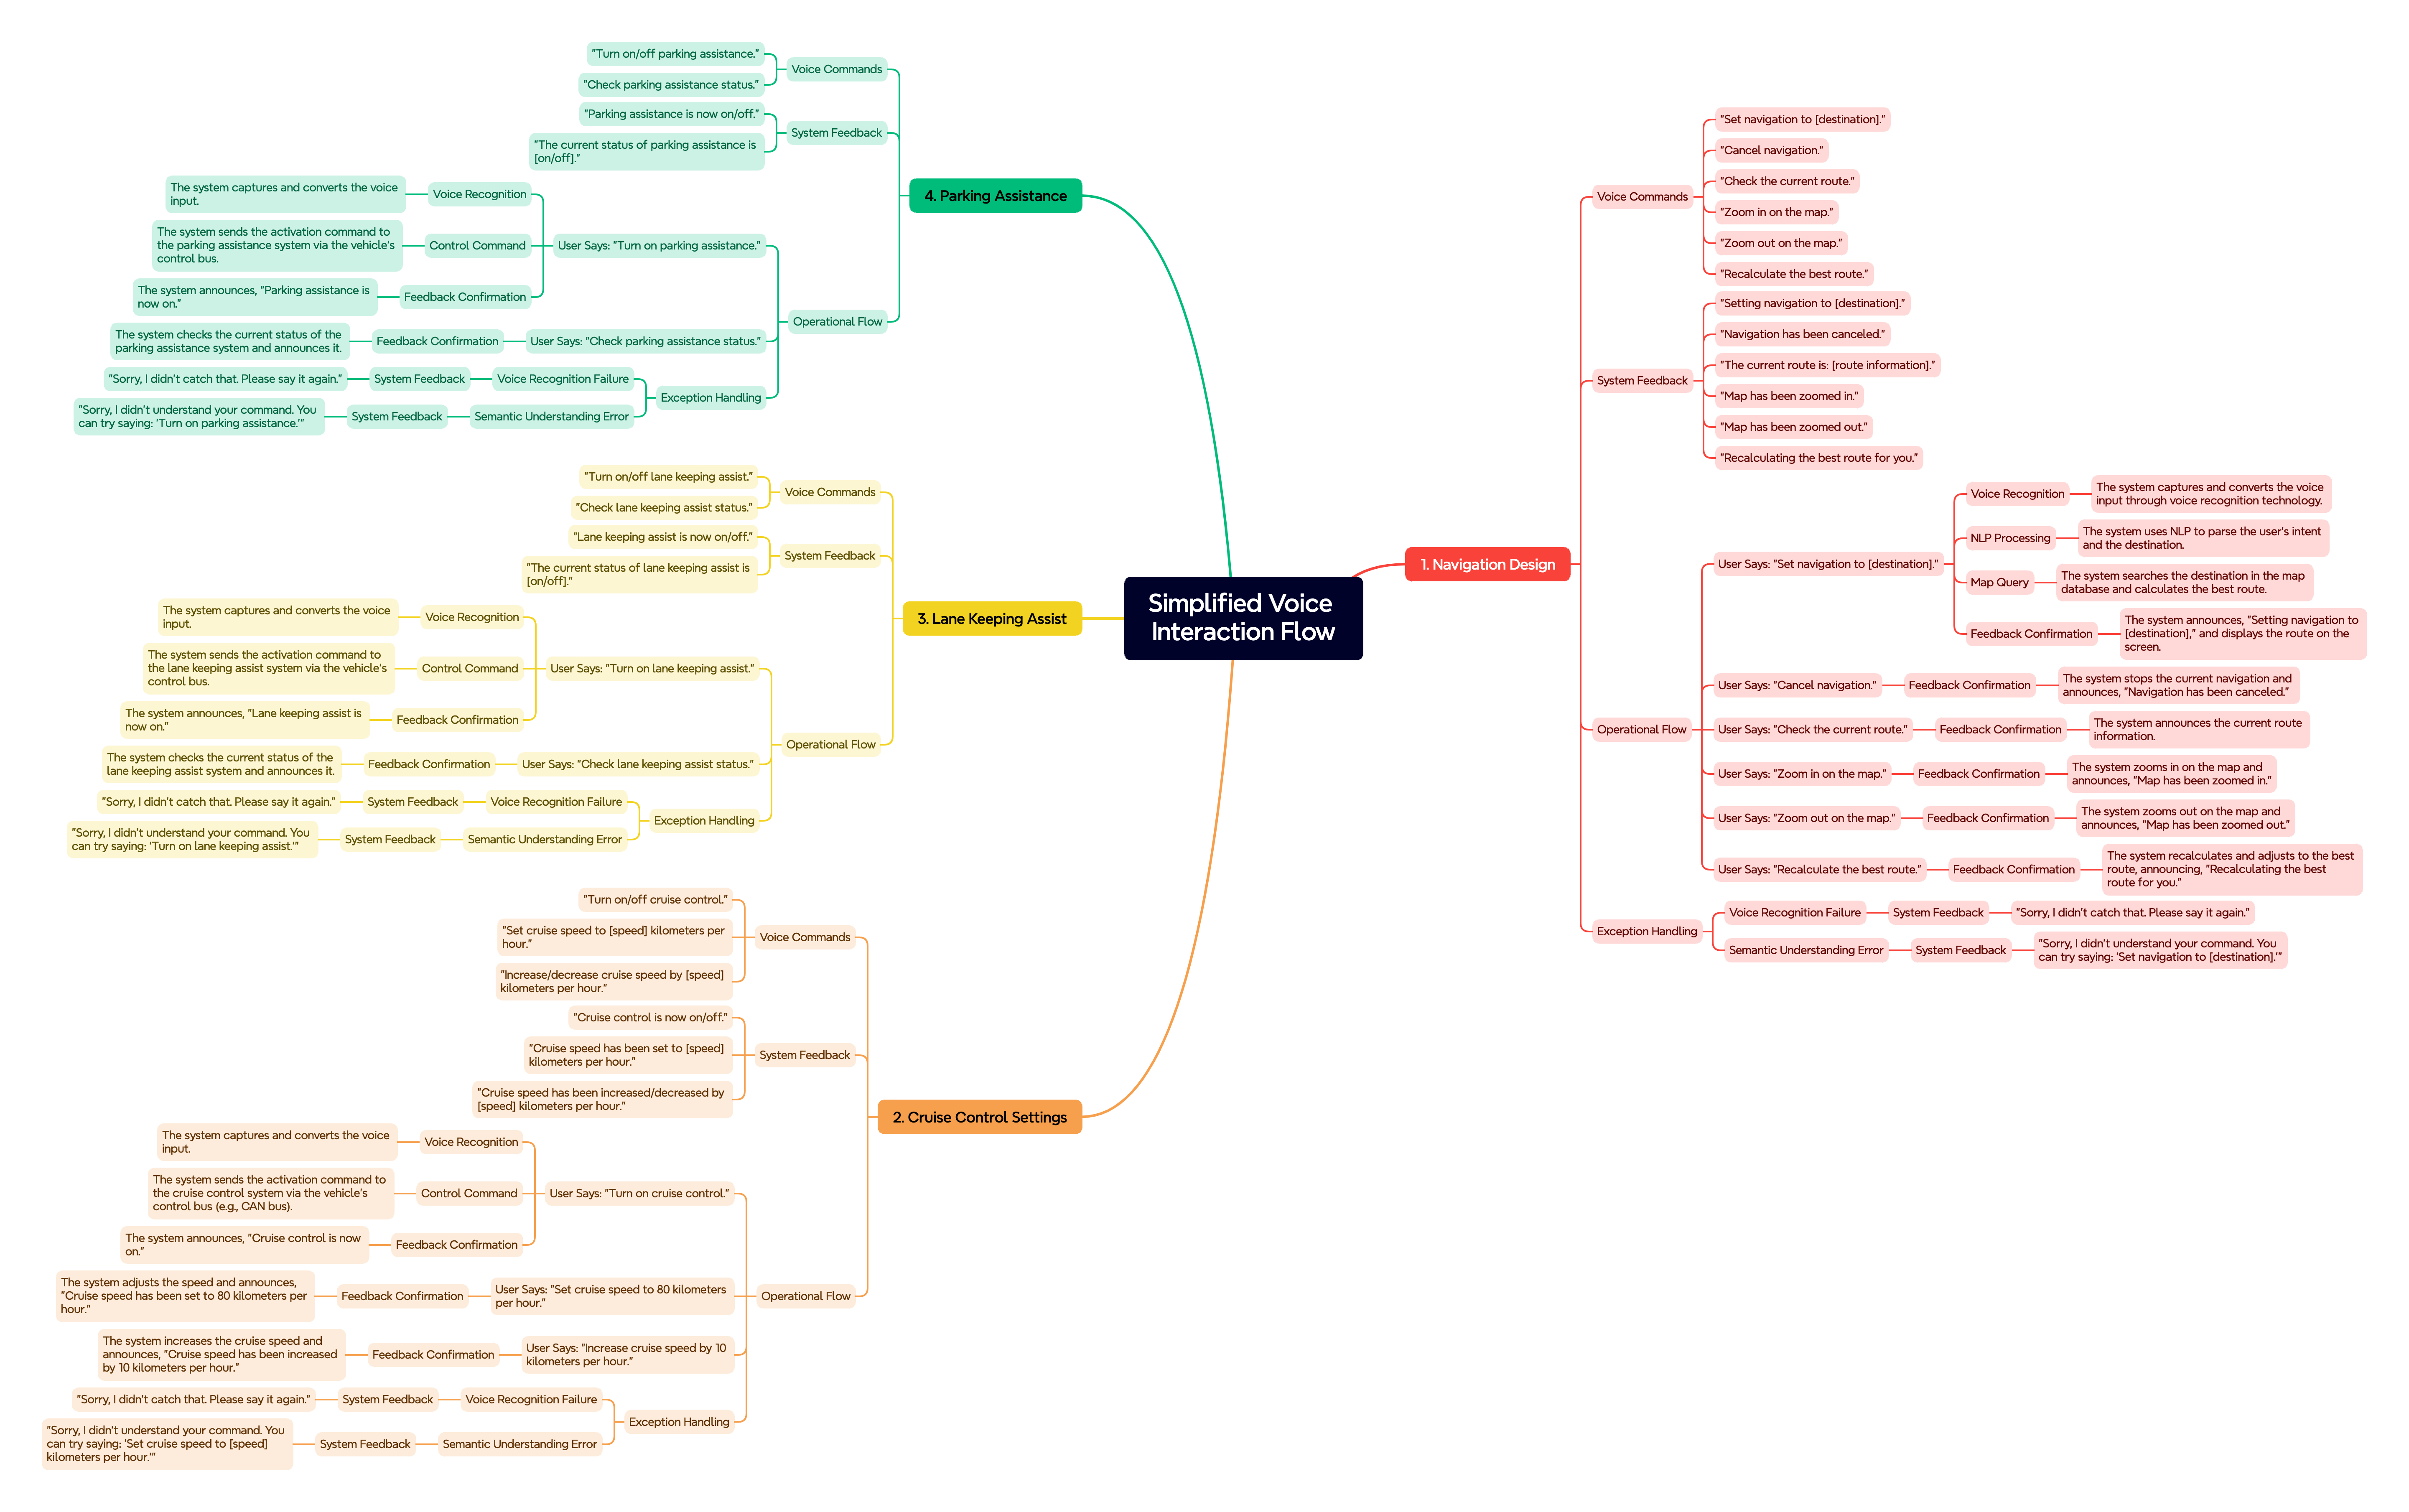 Simplified Voice
Interaction Flow
1. Navigation Design
Voice Commands
"Set navigation to [destination]."
"Cancel navigation."
"Check the current route."
"Zoom in on the map."
"Zoom out on the map."
"Recalculate the best route."
System Feedback
"Setting navigation to [destination]."
"Navigation has been canceled."
"The current route is: [route information]."
"Map has been zoomed in."
"Map has been zoomed out."
"Recalculating the best route for you."
Operational Flow
User Says: "Set navigation to [destination]."
Voice Recognition
The system captures and converts the voice
input through voice recognition technology.
NLP Processing
The system uses NLP to parse the user's intent
and the destination.
Map Query
The system searches the destination in the map
database and calculates the best route.
Feedback Confirmation
The system announces, "Setting navigation to
[destination]," and displays the route on the
screen.
User Says: "Cancel navigation."
Feedback Confirmation
The system stops the current navigation and
announces, "Navigation has been canceled."
User Says: "Check the current route."
Feedback Confirmation
The system announces the current route
information.
User Says: "Zoom in on the map."
Feedback Confirmation
The system zooms in on the map and
announces, "Map has been zoomed in."
User Says: "Zoom out on the map."
Feedback Confirmation
The system zooms out on the map and
announces, "Map has been zoomed out."
User Says: "Recalculate the best route."
Feedback Confirmation
The system recalculates and adjusts to the best
route, announcing, "Recalculating the best
route for you."
Exception Handling
Voice Recognition Failure
System Feedback
"Sorry, I didn't catch that. Please say it again."
Semantic Understanding Error
System Feedback
"Sorry, I didn't understand your command. You
can try saying: 'Set navigation to [destination].'"
2. Cruise Control Settings
Voice Commands
"Turn on/off cruise control."
"Set cruise speed to [speed] kilometers per
hour."
"Increase/decrease cruise speed by [speed]
kilometers per hour."
System Feedback
"Cruise control is now on/off."
"Cruise speed has been set to [speed]
kilometers per hour."
"Cruise speed has been increased/decreased by
[speed] kilometers per hour."
Operational Flow
User Says: "Turn on cruise control."
Voice Recognition
The system captures and converts the voice
input.
Control Command
The system sends the activation command to
the cruise control system via the vehicle's
control bus (e.g., CAN bus).
Feedback Confirmation
The system announces, "Cruise control is now
on."
User Says: "Set cruise speed to 80 kilometers
per hour."
Feedback Confirmation
The system adjusts the speed and announces,
"Cruise speed has been set to 80 kilometers per
hour."
User Says: "Increase cruise speed by 10
kilometers per hour."
Feedback Confirmation
The system increases the cruise speed and
announces, "Cruise speed has been increased
by 10 kilometers per hour."
Exception Handling
Voice Recognition Failure
System Feedback
"Sorry, I didn't catch that. Please say it again."
Semantic Understanding Error
System Feedback
"Sorry, I didn't understand your command. You
can try saying: 'Set cruise speed to [speed]
kilometers per hour.'"
3. Lane Keeping Assist
Voice Commands
"Turn on/off lane keeping assist."
"Check lane keeping assist status."
System Feedback
"Lane keeping assist is now on/off."
"The current status of lane keeping assist is
[on/off]."
Operational Flow
User Says: "Turn on lane keeping assist."
Voice Recognition
The system captures and converts the voice
input.
Control Command
The system sends the activation command to
the lane keeping assist system via the vehicle's
control bus.
Feedback Confirmation
The system announces, "Lane keeping assist is
now on."
User Says: "Check lane keeping assist status."
Feedback Confirmation
The system checks the current status of the
lane keeping assist system and announces it.
Exception Handling
Voice Recognition Failure
System Feedback
"Sorry, I didn't catch that. Please say it again."
Semantic Understanding Error
System Feedback
"Sorry, I didn't understand your command. You
can try saying: 'Turn on lane keeping assist.'"
4. Parking Assistance
Voice Commands
"Turn on/off parking assistance."
"Check parking assistance status."
System Feedback
"Parking assistance is now on/off."
"The current status of parking assistance is
[on/off]."
Operational Flow
User Says: "Turn on parking assistance."
Voice Recognition
The system captures and converts the voice
input.
Control Command
The system sends the activation command to
the parking assistance system via the vehicle's
control bus.
Feedback Confirmation
The system announces, "Parking assistance is
now on."
User Says: "Check parking assistance status."
Feedback Confirmation
The system checks the current status of the
parking assistance system and announces it.
Exception Handling
Voice Recognition Failure
System Feedback
"Sorry, I didn't catch that. Please say it again."
Semantic Understanding Error
System Feedback
"Sorry, I didn't understand your command. You
can try saying: 'Turn on parking assistance.'"